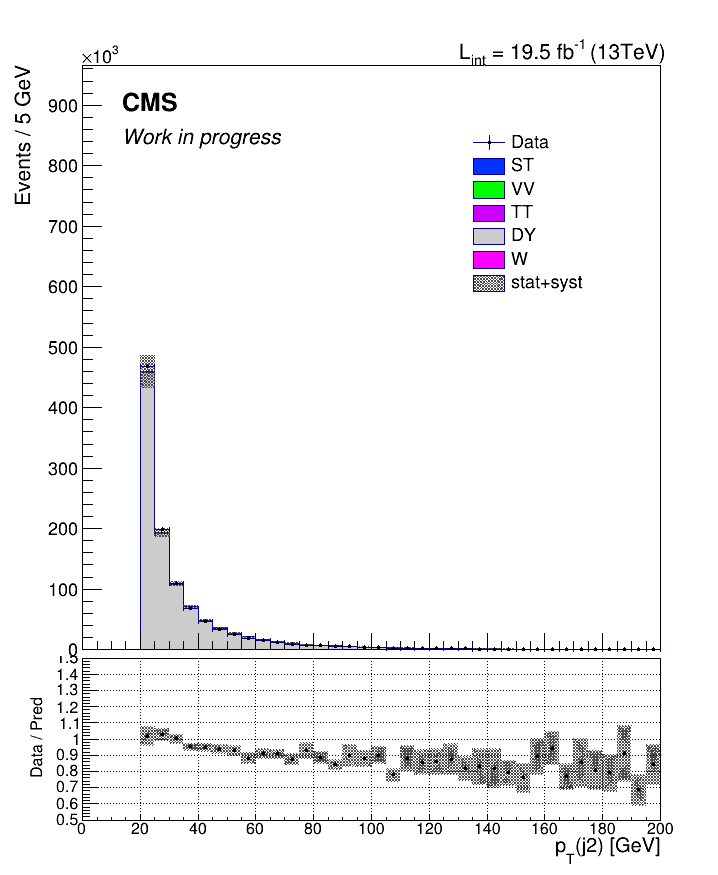 ×10³
L_int = 19.5 fb⁻¹ (13TeV)
Events / 5 GeV
CMS
Work in progress
900
800
700
600
500
400
300
200
100
0
Data
ST
VV
TT
DY
W
stat+syst
Data / Pred
1.5
1.4
1.3
1.2
1.1
1
0.9
0.8
0.7
0.6
0.5
0 20 40 60 80 100 120 140 160 180 200
p_T(j2) [GeV]